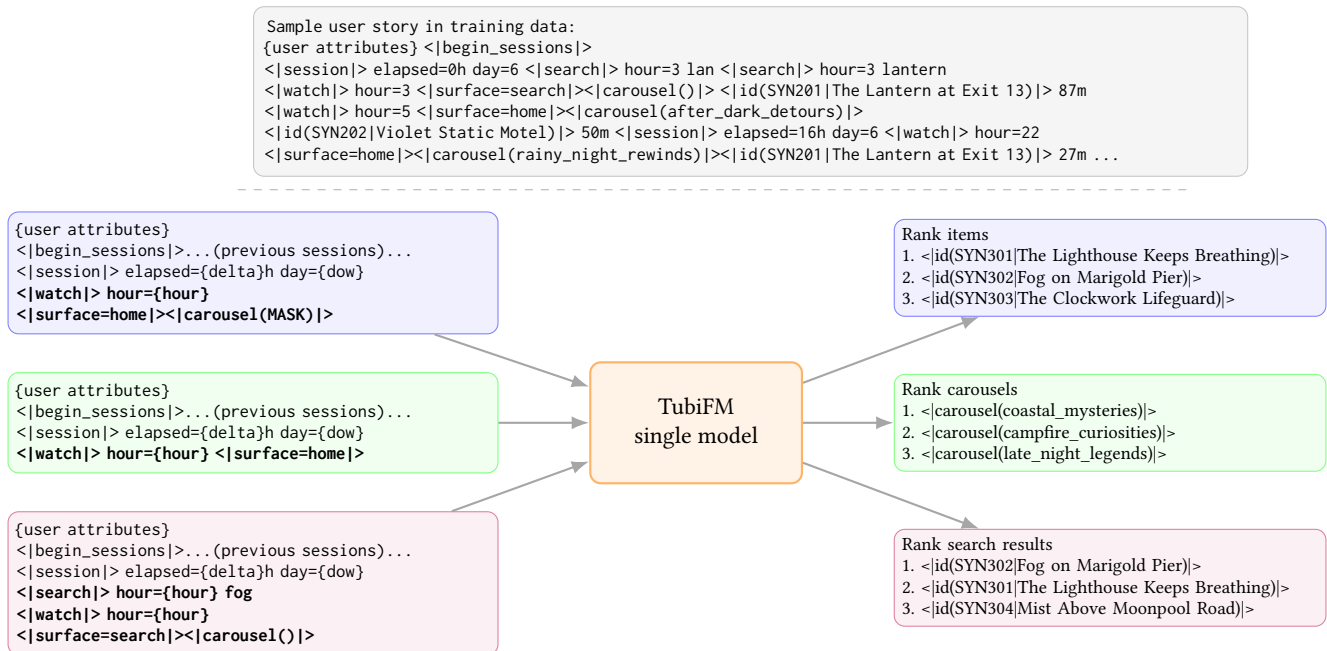 Sample user story in training data:
{user attributes} <|begin_sessions|>
<|session|> elapsed=0h day=6 <|search|> hour=3 lan <|search|> hour=3 lantern
<|watch|> hour=3 <|surface=search|><|carousel()|> <|id(SYN201|The Lantern at Exit 13)|> 87m
<|watch|> hour=5 <|surface=home|><|carousel(after_dark_detours)|>
<|id(SYN202|Violet Static Motel)|> 50m <|session|> elapsed=16h day=6 <|watch|> hour=22
<|surface=home|><|carousel(rainy_night_rewinds)|><|id(SYN201|The Lantern at Exit 13)|> 27m ...
{user attributes}
<|begin_sessions|>...(previous sessions)...
<|session|> elapsed={delta}h day={dow}
<|watch|> hour={hour}
<|surface=home|><|carousel(MASK)|>
{user attributes}
<|begin_sessions|>...(previous sessions)...
<|session|> elapsed={delta}h day={dow}
<|watch|> hour={hour} <|surface=home|>
{user attributes}
<|begin_sessions|>...(previous sessions)...
<|session|> elapsed={delta}h day={dow}
<|search|> hour={hour} fog
<|watch|> hour={hour}
<|surface=search|><|carousel()|>
TubiFM
single model
Rank items
1. <|id(SYN301|The Lighthouse Keeps Breathing)|>
2. <|id(SYN302|Fog on Marigold Pier)|>
3. <|id(SYN303|The Clockwork Lifeguard)|>
Rank carousels
1. <|carousel(coastal_mysteries)|>
2. <|carousel(campfire_curiosities)|>
3. <|carousel(late_night_legends)|>
Rank search results
1. <|id(SYN302|Fog on Marigold Pier)|>
2. <|id(SYN301|The Lighthouse Keeps Breathing)|>
3. <|id(SYN304|Mist Above Moonpool Road)|>